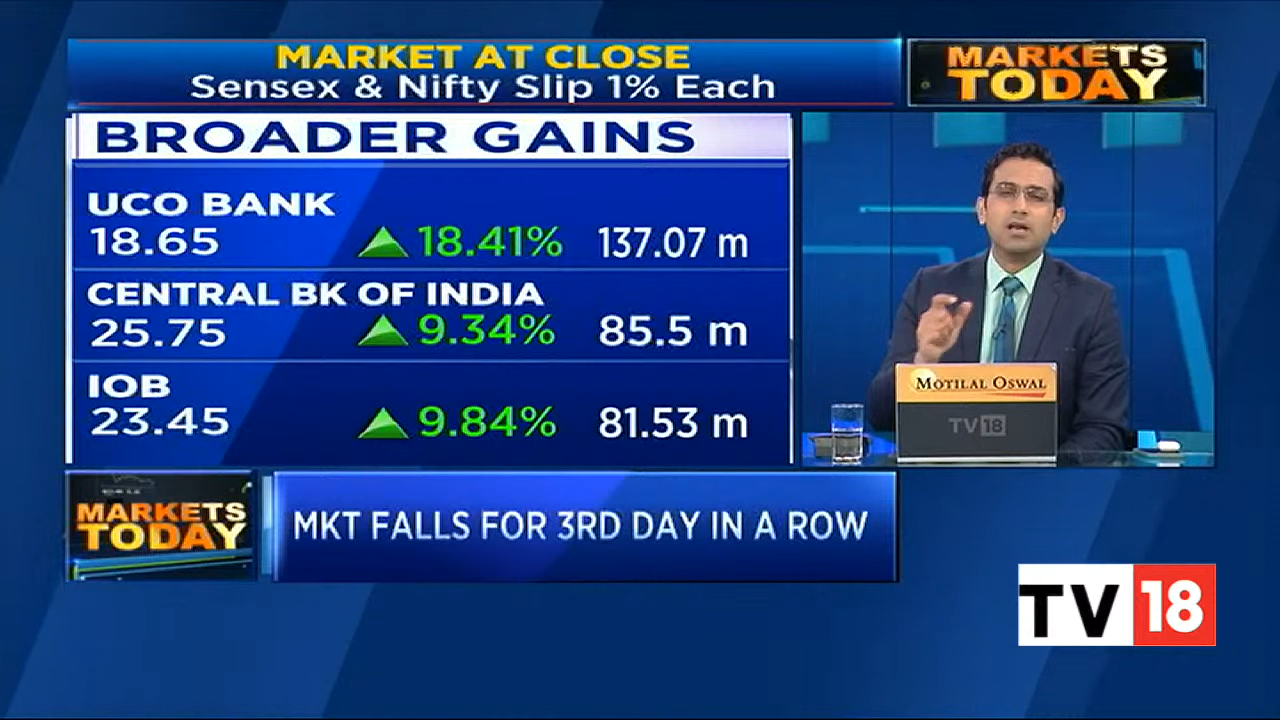 MARKET AT CLOSE
Sensex & Nifty Slip 1% Each
MARKETS
TODAY
BROADER GAINS
UCO BANK
18.65 18.41% 137.07 m
CENTRAL BK OF INDIA
25.75 9.34% 85.5 m
IOB
23.45 9.84% 81.53 m
MOTILAL OSWAL
TV18
MARKETS
TODAY
MKT FALLS FOR 3RD DAY IN A ROW
TV18